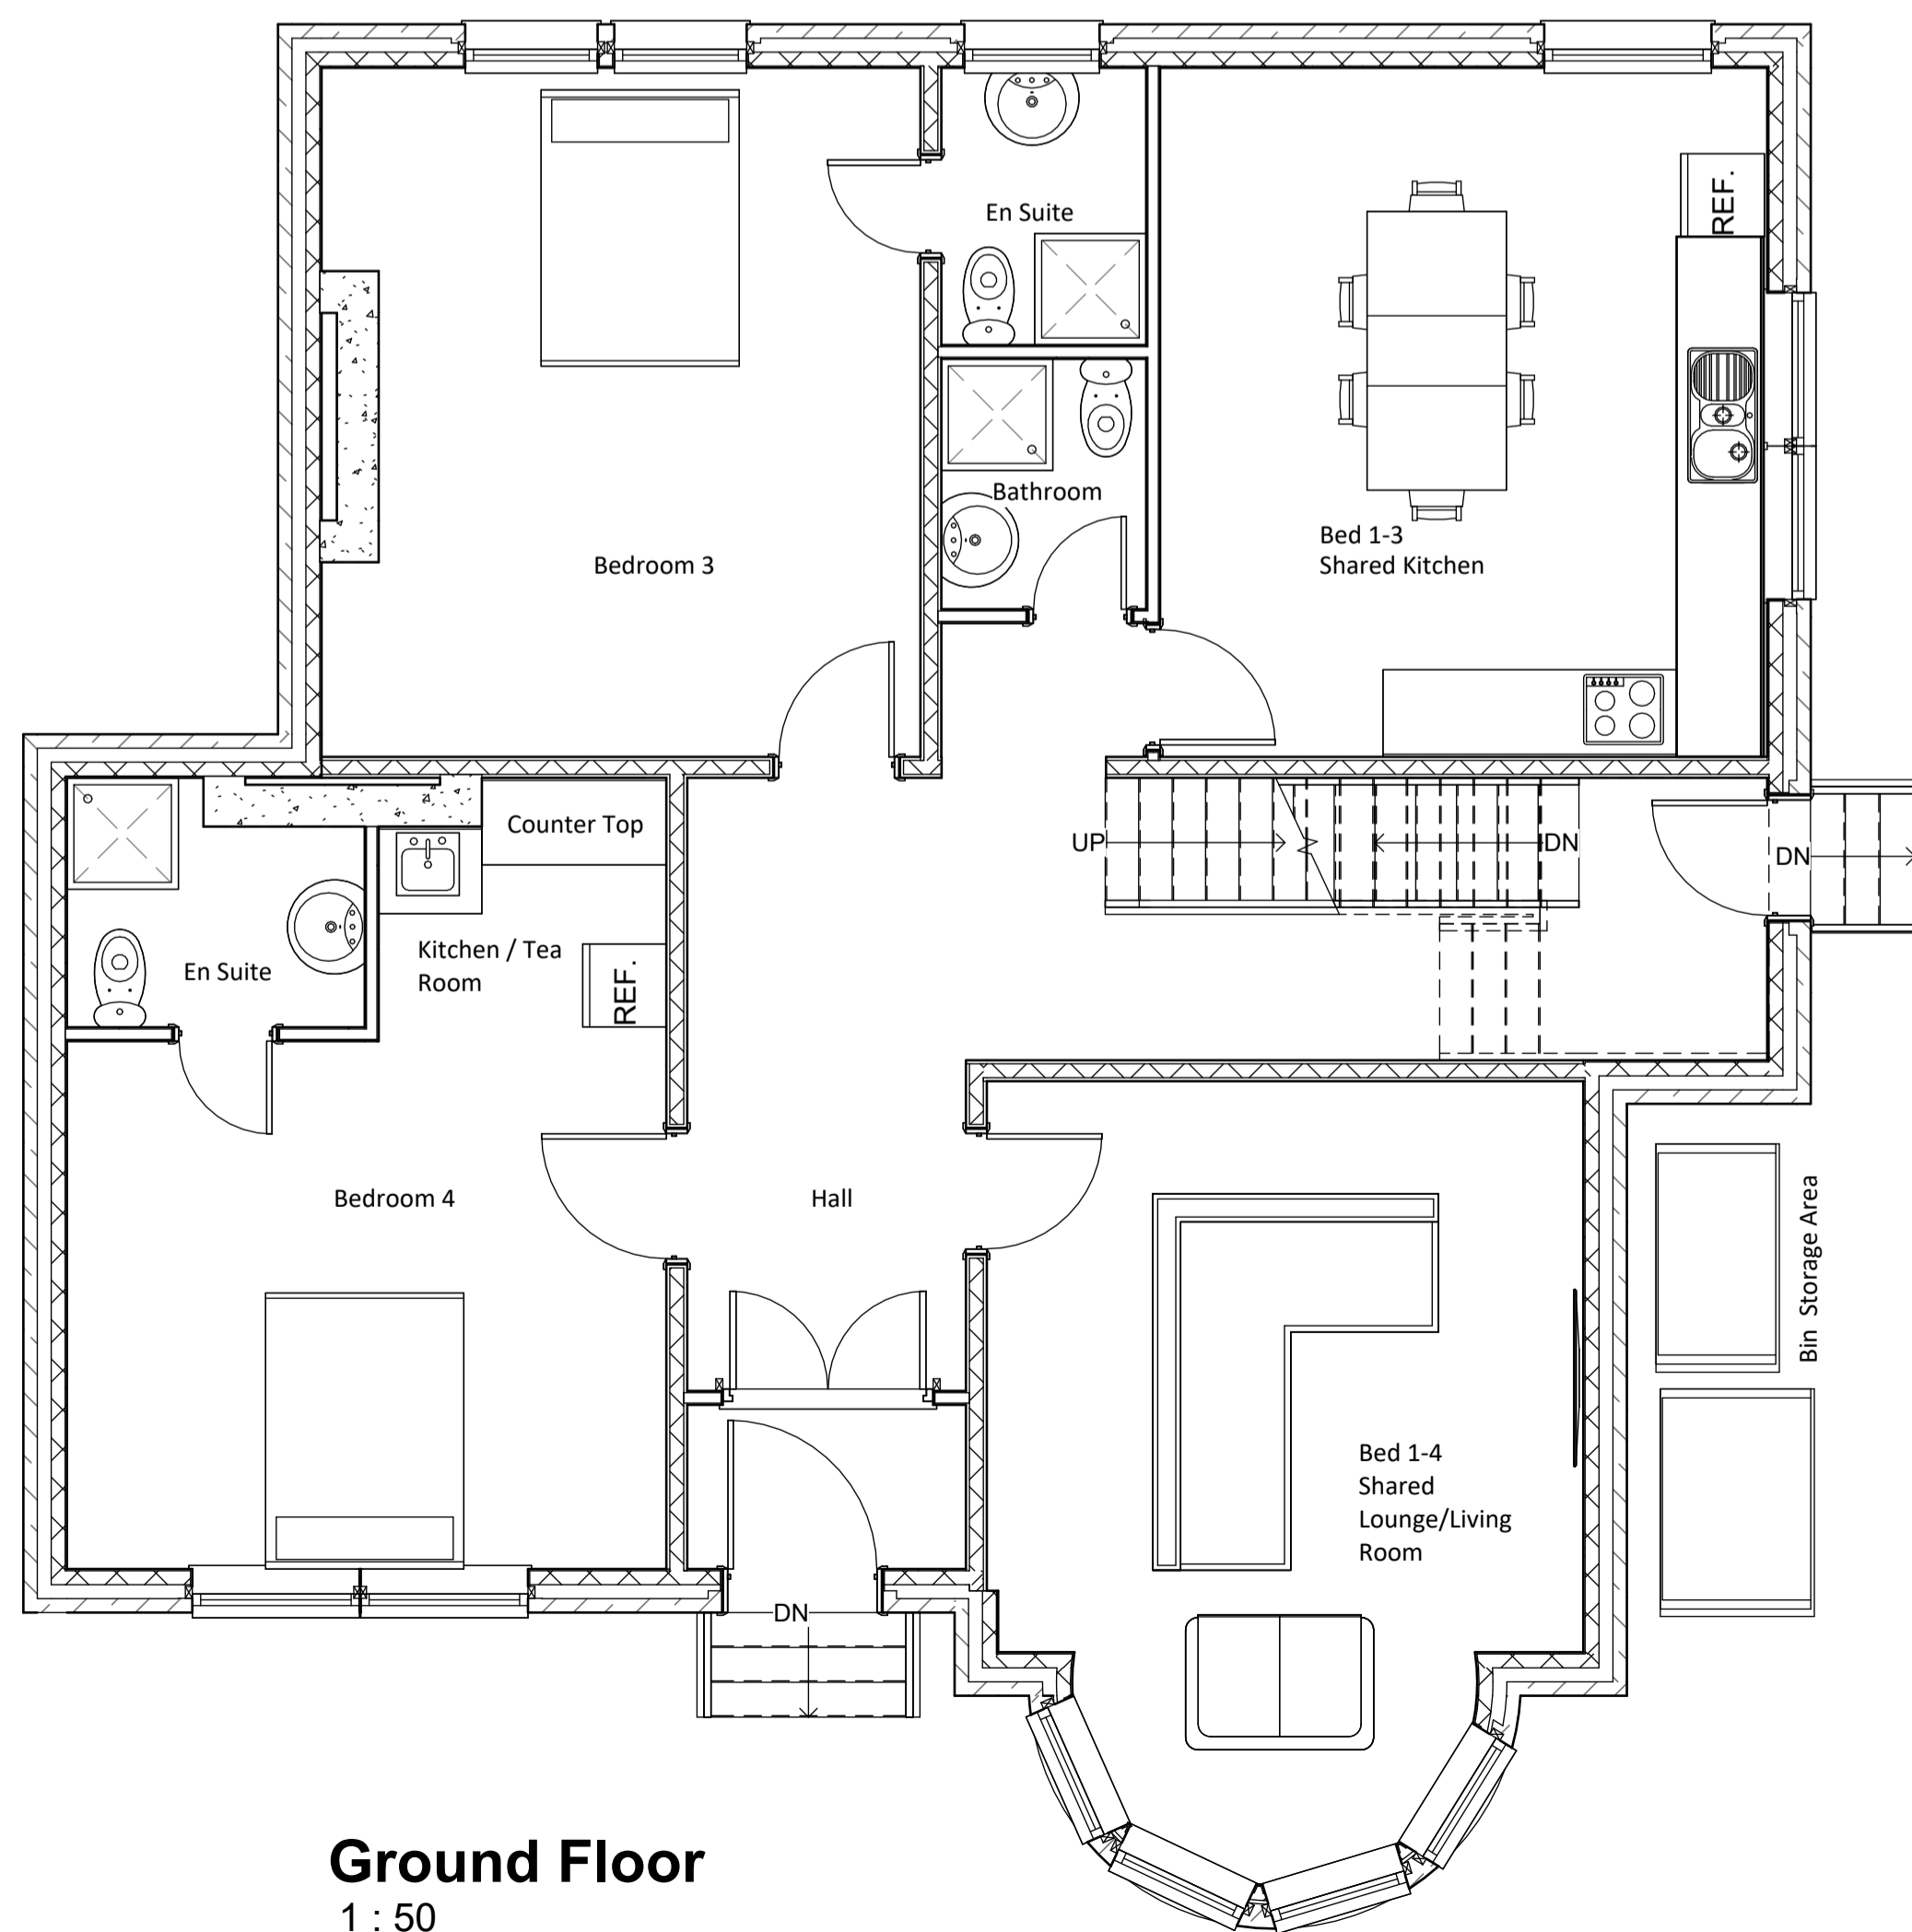 REF.
En Suite
Bathroom
Bed 1-3
Shared Kitchen
Bedroom 3
Counter Top
UP
DN
DN
Kitchen / Tea
Room
En Suite
REF.
Bedroom 4
Hall
Bin Storage Area
Bed 1-4
Shared
Lounge/Living
Room
DN
Ground Floor
1 : 50